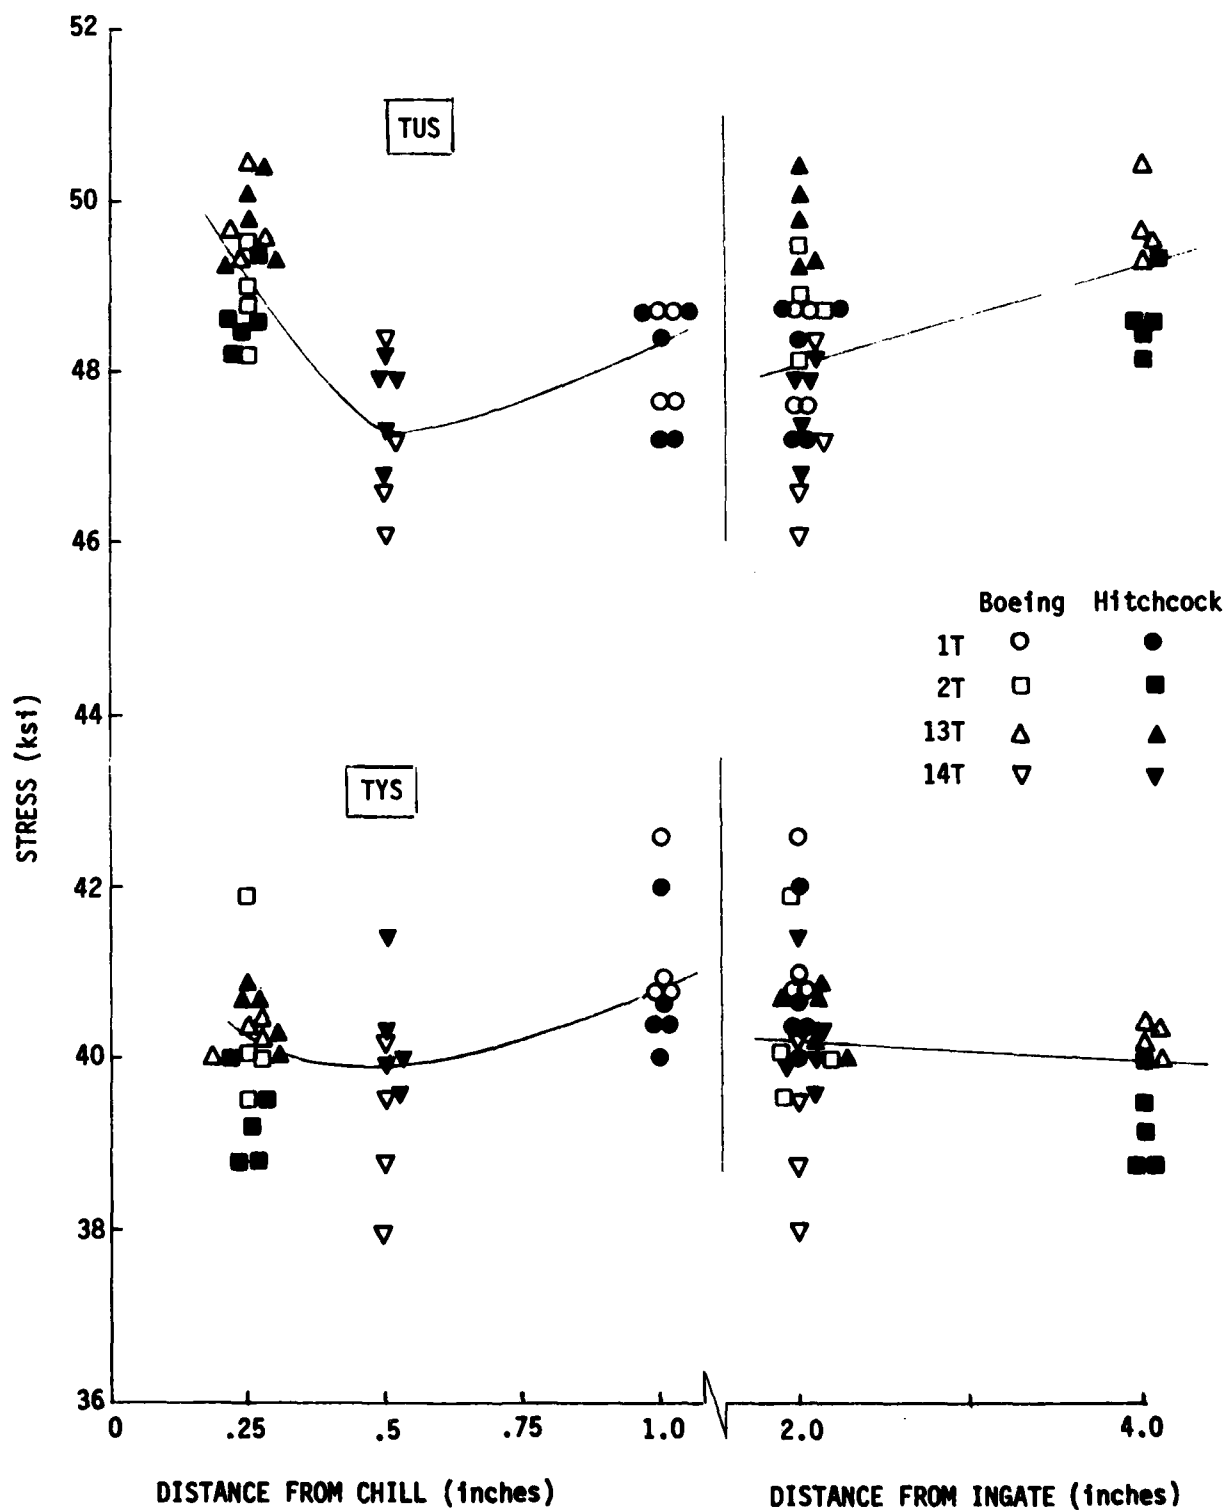 52
TUS
50
48
46
Boeing Hitchcock
1T
2T
44
13T
14T
STRESS (ksi)
TYS
42
40
38
36
0 .25 .5 .75 1.0 2.0 4.0
DISTANCE FROM CHILL (inches) DISTANCE FROM INGATE (inches)